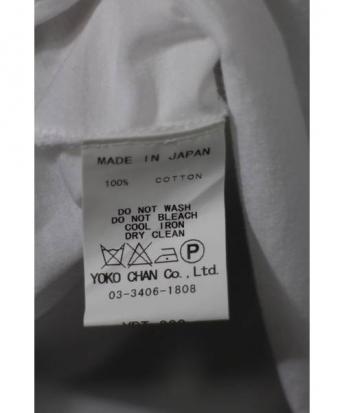 MADE IN JAPAN
100% COTTON
DO NOT WASH
DO NOT BLEACH
COOL IRON
DRY CLEAN
P
YOKO CHAN Co., Ltd.
03-3406-1808